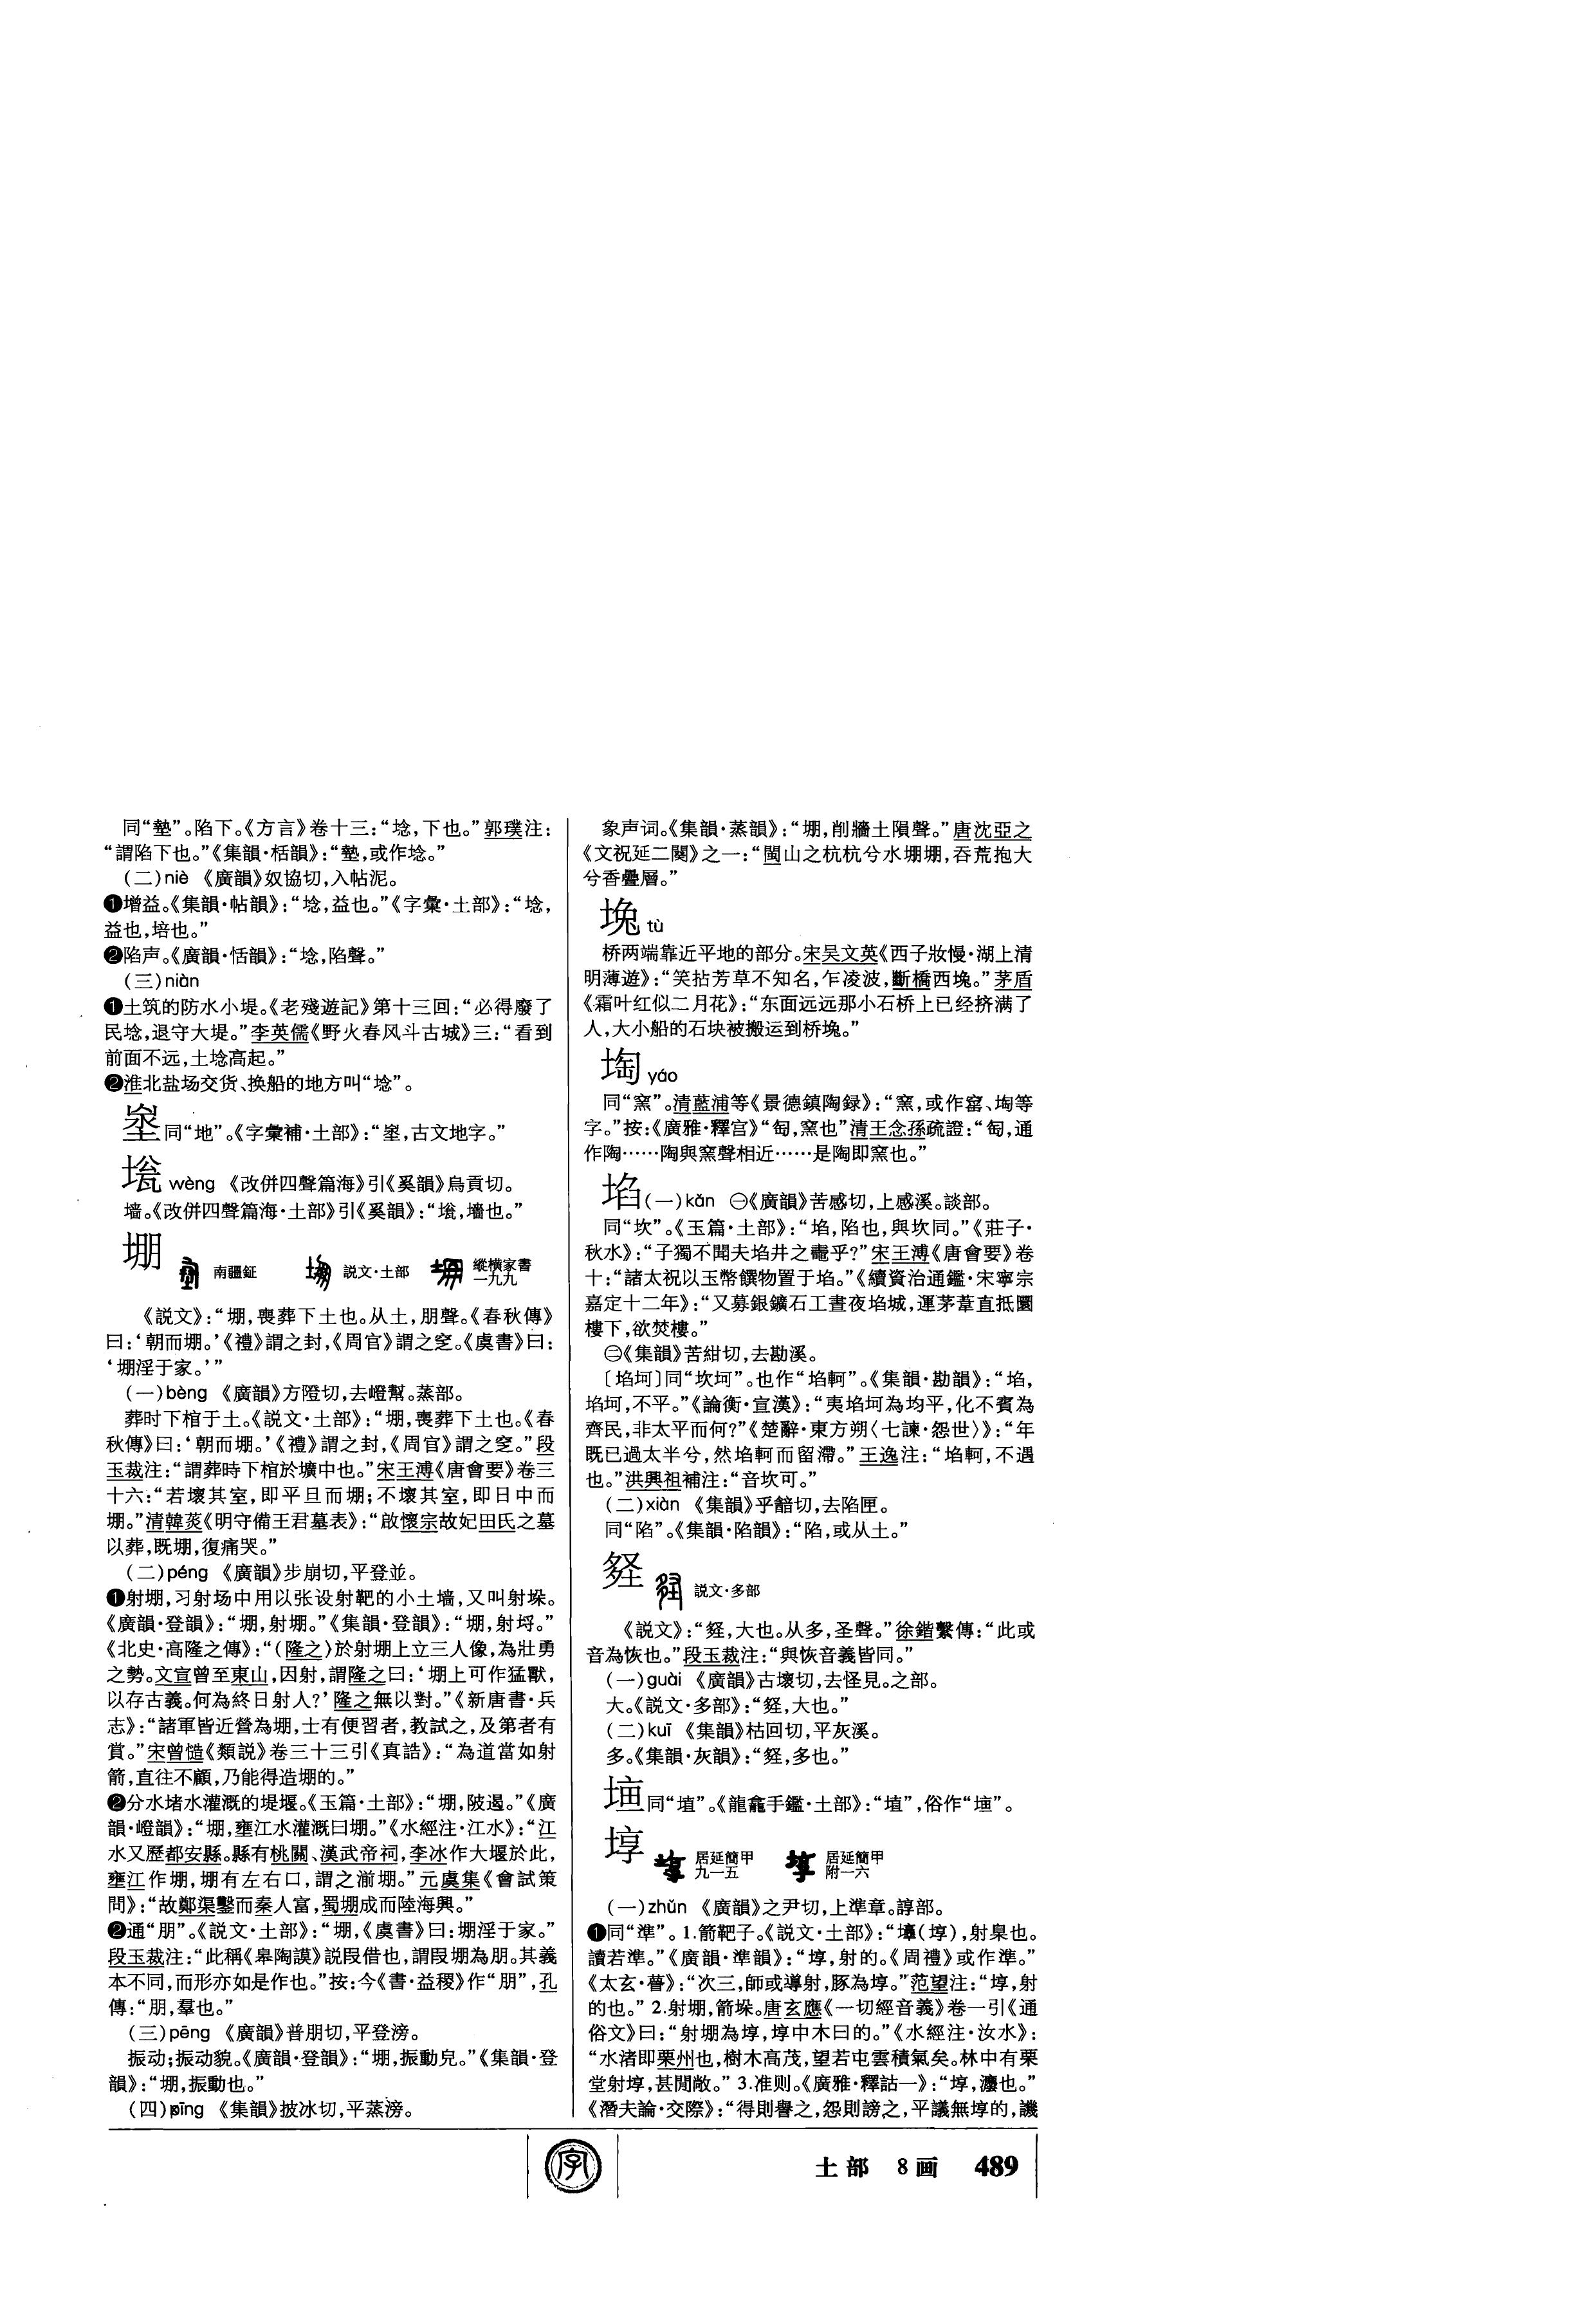 同“墊”。陷下。《方言》卷十三：“埝，下也。”郭璞注：
“謂陷下也。”《集韻·栝韻》：“墊，或作埝。”
（二）niè 《廣韻》奴協切，入帖泥。
❶增益。《集韻·帖韻》：“埝，益也。”《字彙·土部》：“埝，
益也，培也。”
❷陷声。《廣韻·恬韻》：“埝，陷聲。”
（三）niàn
❶土筑的防水小堤。《老殘遊記》第十三回：“必得廢了
民埝，退守大堤。”李英儒《野火春风斗古城》三：“看到
前面不远，土埝高起。”
❷淮北盐场交货、换船的地方叫“埝”。
同“地”。《字彙補·土部》：“，古文地字。”
㙂 wèng 《改併四聲篇海》引《奚韻》烏貢切。
墙。《改併四聲篇海·土部》引《奚韻》：“㙂，墻也。”
堋 南疆鉦 説文·土部 縱横家書一九九
《説文》：“堋，喪葬下土也。从土，朋聲。《春秋傳》
曰：‘朝而堋。’《禮》謂之封，《周官》謂之窆。《虞書》曰：
‘堋淫于家。’”
（一）bèng 《廣韻》方隥切，去嶝幫。蒸部。
葬时下棺于土。《説文·土部》：“堋，喪葬下土也。《春
秋傳》曰：‘朝而堋。’《禮》謂之封，《周官》謂之窆。”段
玉裁注：“謂葬時下棺於壙中也。”宋王溥《唐會要》卷三
十六：“若壞其室，即平旦而堋；不壞其室，即日中而
堋。”清韓菼《明守備王君墓表》：“啟懷宗故妃田氏之墓
以葬，既堋，復痛哭。”
（二）péng 《廣韻》步崩切，平登並。
❶射堋，习射场中用以张设射靶的小土墙，又叫射垛。
《廣韻·登韻》：“堋，射堋。”《集韻·登韻》：“堋，射埒。”
《北史·高隆之傳》：“（隆之）於射堋上立三人像，為壯勇
之勢。文宣曾至東山，因射，謂隆之曰：‘堋上可作猛獸，
以存古義。何為終日射人？’隆之無以對。”《新唐書·兵
志》：“諸軍皆近營為堋，士有便習者，教試之，及第者有
賞。”宋曾慥《類説》卷三十三引《真誥》：“為道當如射
箭，直往不顧，乃能得造堋的。”
❷分水堵水灌溉的堤堰。《玉篇·土部》：“堋，陂遏。”《廣
韻·嶝韻》：“堋，壅江水灌溉曰堋。”《水經注·江水》：“江
水又歷都安縣。縣有桃關、漢武帝祠，李冰作大堰於此，
壅江作堋，堋有左右口，謂之湔堋。”元虞集《會試策
問》：“故鄭渠鑿而秦人富，蜀堋成而陸海興。”
❷通“朋”。《説文·土部》：“堋，《虞書》曰：堋淫于家。”
段玉裁注：“此稱《皋陶謨》説叚借也，謂叚堋為朋。其義
本不同，而形亦如是作也。”按：今《書·益稷》作“朋”，孔
傳：“朋，羣也。”
（三）pēng 《廣韻》普朋切，平登滂。
振动；振动貌。《廣韻·登韻》：“堋，振動皃。”《集韻·登
韻》：“堋，振動也。”
（四）pīng 《集韻》披冰切，平蒸滂。
象声词。《集韻·蒸韻》：“堋，削牆土隕聲。”唐沈亞之
《文祝延二闋》之一：“閩山之杭杭兮水堋堋，吞荒抱大
兮香疊層。”
堍 tù
桥两端靠近平地的部分。宋吴文英《西子妝慢·湖上清
明薄遊》：“笑拈芳草不知名，乍凌波，斷橋西堍。”茅盾
《霜叶红似二月花》：“东面远远那小石桥上已经挤满了
人，大小船的石块被搬运到桥堍。”
堈 yáo
同“窯”。清藍浦等《景德鎮陶録》：“窯，或作窰、匋等
字。”按：《廣雅·釋宫》“匋，窯也”清王念孫疏證：“匋，通
作陶……陶與窯聲相近……是陶即窯也。”
埳（一）kǎn ㊀《廣韻》苦感切，上感溪。談部。
同“坎”。《玉篇·土部》：“埳，陷也，與坎同。”《莊子·
秋水》：“子獨不聞夫埳井之鼃乎？”宋王溥《唐會要》卷
十：“諸太祝以玉幣饌物置于埳。”《續資治通鑑·宋寧宗
嘉定十二年》：“又募銀鑛石工晝夜埳城，運茅葦直抵圜
樓下，欲焚樓。”
㊁《集韻》苦紺切，去勘溪。
〔埳坷〕同“坎坷”。也作“埳軻”。《集韻·勘韻》：“埳，
埳坷，不平。”《論衡·宣漢》：“夷埳坷為均平，化不賓為
齊民，非太平而何？”《楚辭·東方朔〈七諫·怨世〉》：“年
既已過太半兮，然埳軻而留滯。”王逸注：“埳軻，不遇
也。”洪興祖補注：“音坎可。”
（二）xiàn 《集韻》乎韽切，去陷匣。
同“陷”。《集韻·陷韻》：“陷，或从土。”
㚍 説文·多部
《説文》：“㚍，大也。从多，圣聲。”徐鍇繫傳：“此或
音為恢也。”段玉裁注：“與恢音義皆同。”
（一）guài 《廣韻》古壞切，去怪見。之部。
大。《説文·多部》：“㚍，大也。”
（二）kuī 《集韻》枯回切，平灰溪。
多。《集韻·灰韻》：“㚍，多也。”
同“埴”。《龍龕手鑑·土部》：“埴”，俗作“”。
埻 居延簡甲九一五 居延簡甲附一六
（一）zhǔn 《廣韻》之尹切，上準章。諄部。
❶同“準”。1.箭靶子。《説文·土部》：“（埻），射臬也。
讀若準。”《廣韻·準韻》：“埻，射的。《周禮》或作準。”
《太玄·瞢》：“次三，師或導射，豚為埻。”范望注：“埻，射
的也。” 2.射堋，箭垛。唐玄應《一切經音義》卷一引《通
俗文》曰：“射堋為埻，埻中木曰的。”《水經注·汝水》：
“水渚即栗州也，樹木高茂，望若屯雲積氣矣。林中有栗
堂射埻，甚閒敞。” 3.准则。《廣雅·釋詁一》：“埻，灋也。”
《潛夫論·交際》：“得則譽之，怨則謗之，平議無埻的，譏
土部 8画 489
字